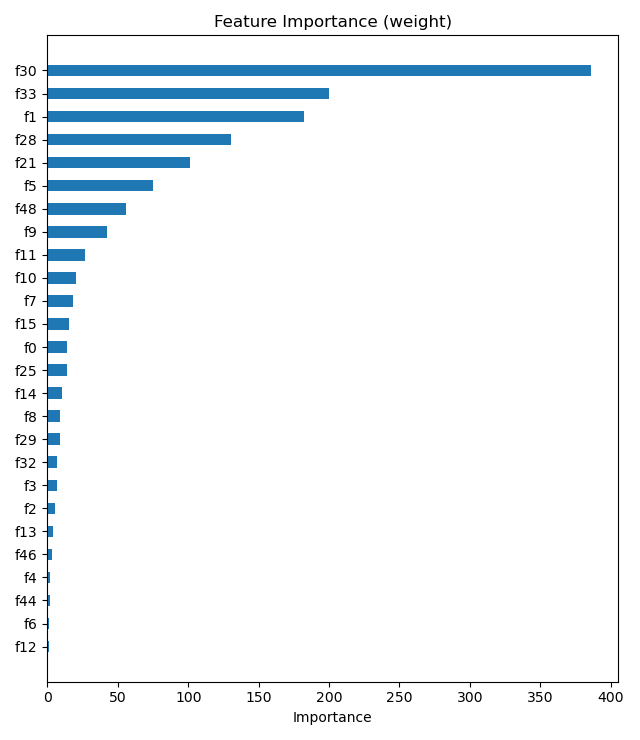 Feature Importance (weight)
f30
f33
f1
f28
f21
f5
f48
f9
f11
f10
f7
f15
f0
f25
f14
f8
f29
f32
f3
f2
f13
f46
f4
f44
f6
f12
0 50 100 150 200 250 300 350 400
Importance